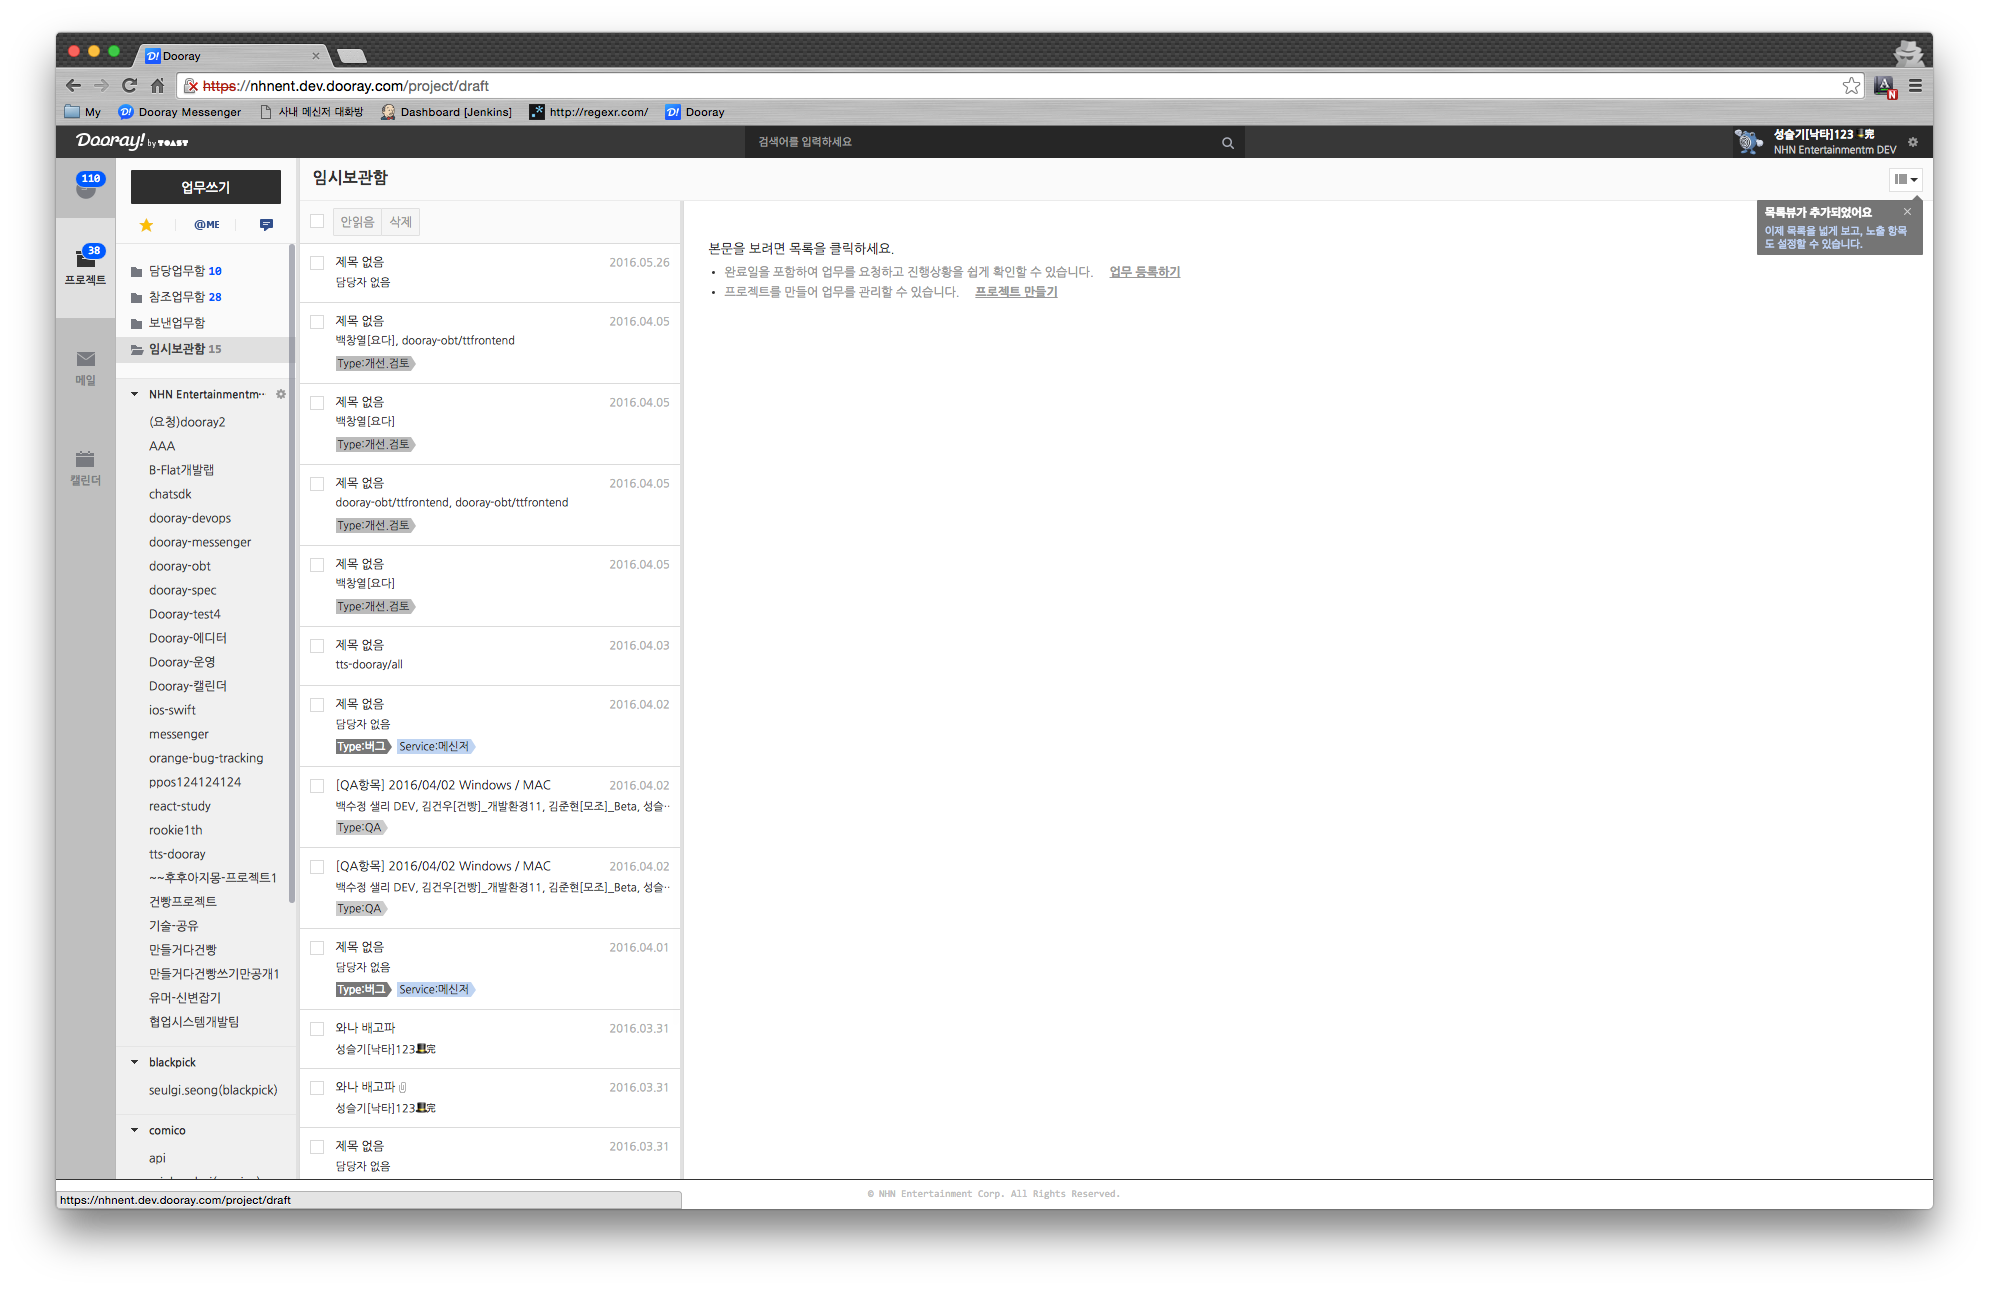 Dooray
https://nhnent.dev.dooray.com/project/draft
My
Dooray Messenger
사내 메신저 대화방
Dashboard [Jenkins]
http://regexr.com/
Dooray
Dooray! by TOAST
검색어를 입력하세요
성슬기[낙타]123 完
NHN Entertainmentm DEV
110
38
프로젝트
메일
캘린더
업무쓰기
@ME
담당업무함 10
참조업무함 28
보낸업무함
임시보관함 15
NHN Entertainmentm··
(요청)dooray2
AAA
B-Flat개발랩
chatsdk
dooray-devops
dooray-messenger
dooray-obt
dooray-spec
Dooray-test4
Dooray-에디터
Dooray-운영
Dooray-캘린더
ios-swift
messenger
orange-bug-tracking
ppos124124124
react-study
rookie1th
tts-dooray
~~후후아지몽-프로젝트1
건빵프로젝트
기술-공유
만들거다건빵
만들거다건빵쓰기만공개1
유머-신변잡기
협업시스템개발팀
blackpick
seulgi.seong(blackpick)
comico
api
임시보관함
안읽음
삭제
제목 없음
2016.05.26
담당자 없음
제목 없음
2016.04.05
백창열[요다], dooray-obt/ttfrontend
Type:개선.검토
제목 없음
2016.04.05
백창열[요다]
Type:개선.검토
제목 없음
2016.04.05
dooray-obt/ttfrontend, dooray-obt/ttfrontend
Type:개선.검토
제목 없음
2016.04.05
백창열[요다]
Type:개선.검토
제목 없음
2016.04.03
tts-dooray/all
제목 없음
2016.04.02
담당자 없음
Type:버그 Service:메신저
[QA항목] 2016/04/02 Windows / MAC
2016.04.02
백수정 샐리 DEV, 김건우[건빵]_개발환경11, 김준현[모조]_Beta, 성슬··
Type:QA
[QA항목] 2016/04/02 Windows / MAC
2016.04.02
백수정 샐리 DEV, 김건우[건빵]_개발환경11, 김준현[모조]_Beta, 성슬··
Type:QA
제목 없음
2016.04.01
담당자 없음
Type:버그 Service:메신저
와나 배고파
2016.03.31
성슬기[낙타]123 完
와나 배고파
2016.03.31
성슬기[낙타]123 完
제목 없음
2016.03.31
담당자 없음
목록뷰가 추가되었어요
이제 목록을 넓게 보고, 노출 항목
도 설정할 수 있습니다.
본문을 보려면 목록을 클릭하세요.
• 완료일을 포함하여 업무를 요청하고 진행상황을 쉽게 확인할 수 있습니다. 업무 등록하기
• 프로젝트를 만들어 업무를 관리할 수 있습니다. 프로젝트 만들기
https://nhnent.dev.dooray.com/project/draft
© NHN Entertainment Corp. All Rights Reserved.